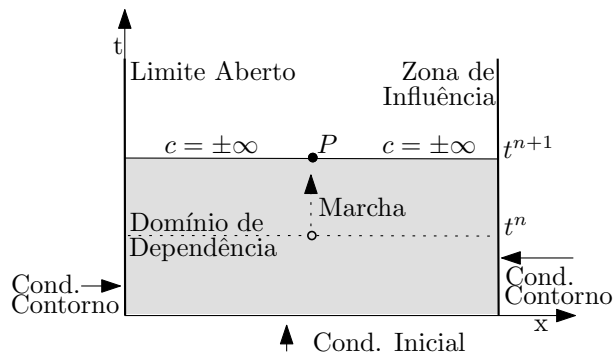 t
Limite Aberto
Zona de
Influência
c = ±∞
P
c = ±∞
t^{n+1}
Marcha
Domínio de
Dependência
t^n
Cond.
Contorno
Cond.
Contorno
x
Cond. Inicial